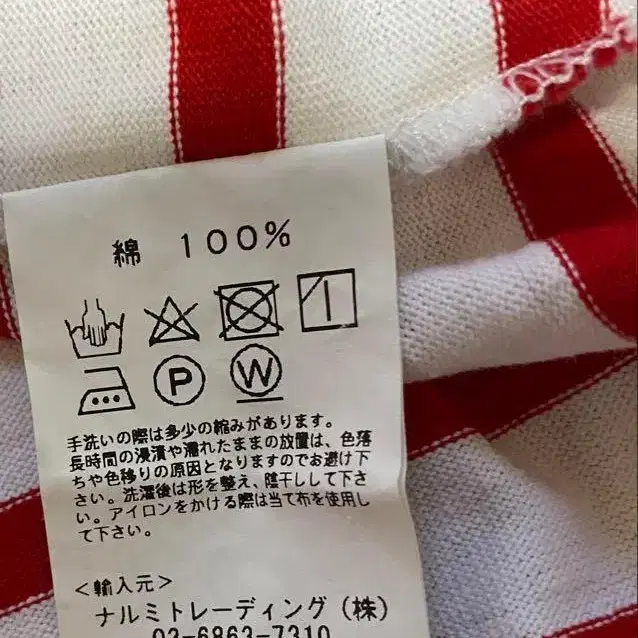 綿 100%
P W
手洗いの際は多少の縮みがあります。
長時間の浸漬や濡れたままの放置は、色落
ちや色移りの原因となりますのでお避け下
さい。洗濯後は形を整え、陰干しして下さ
い。アイロンをかける際は当て布を使用し
て下さい。
<輸入元>
ナルミトレーディング(株)
03-6863-7310